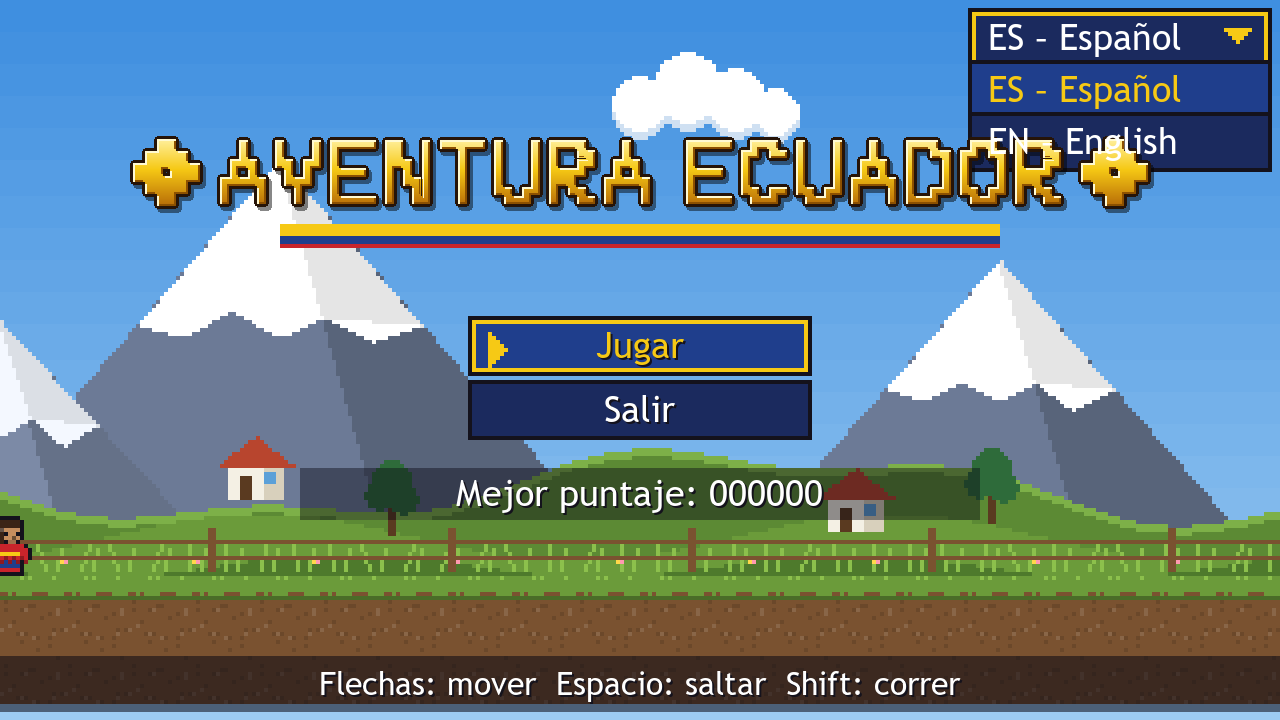 ES - Español
ES - Español
EN - English
AVENTURA ECUADOR
Jugar
Salir
Mejor puntaje: 000000
Flechas: mover Espacio: saltar Shift: correr